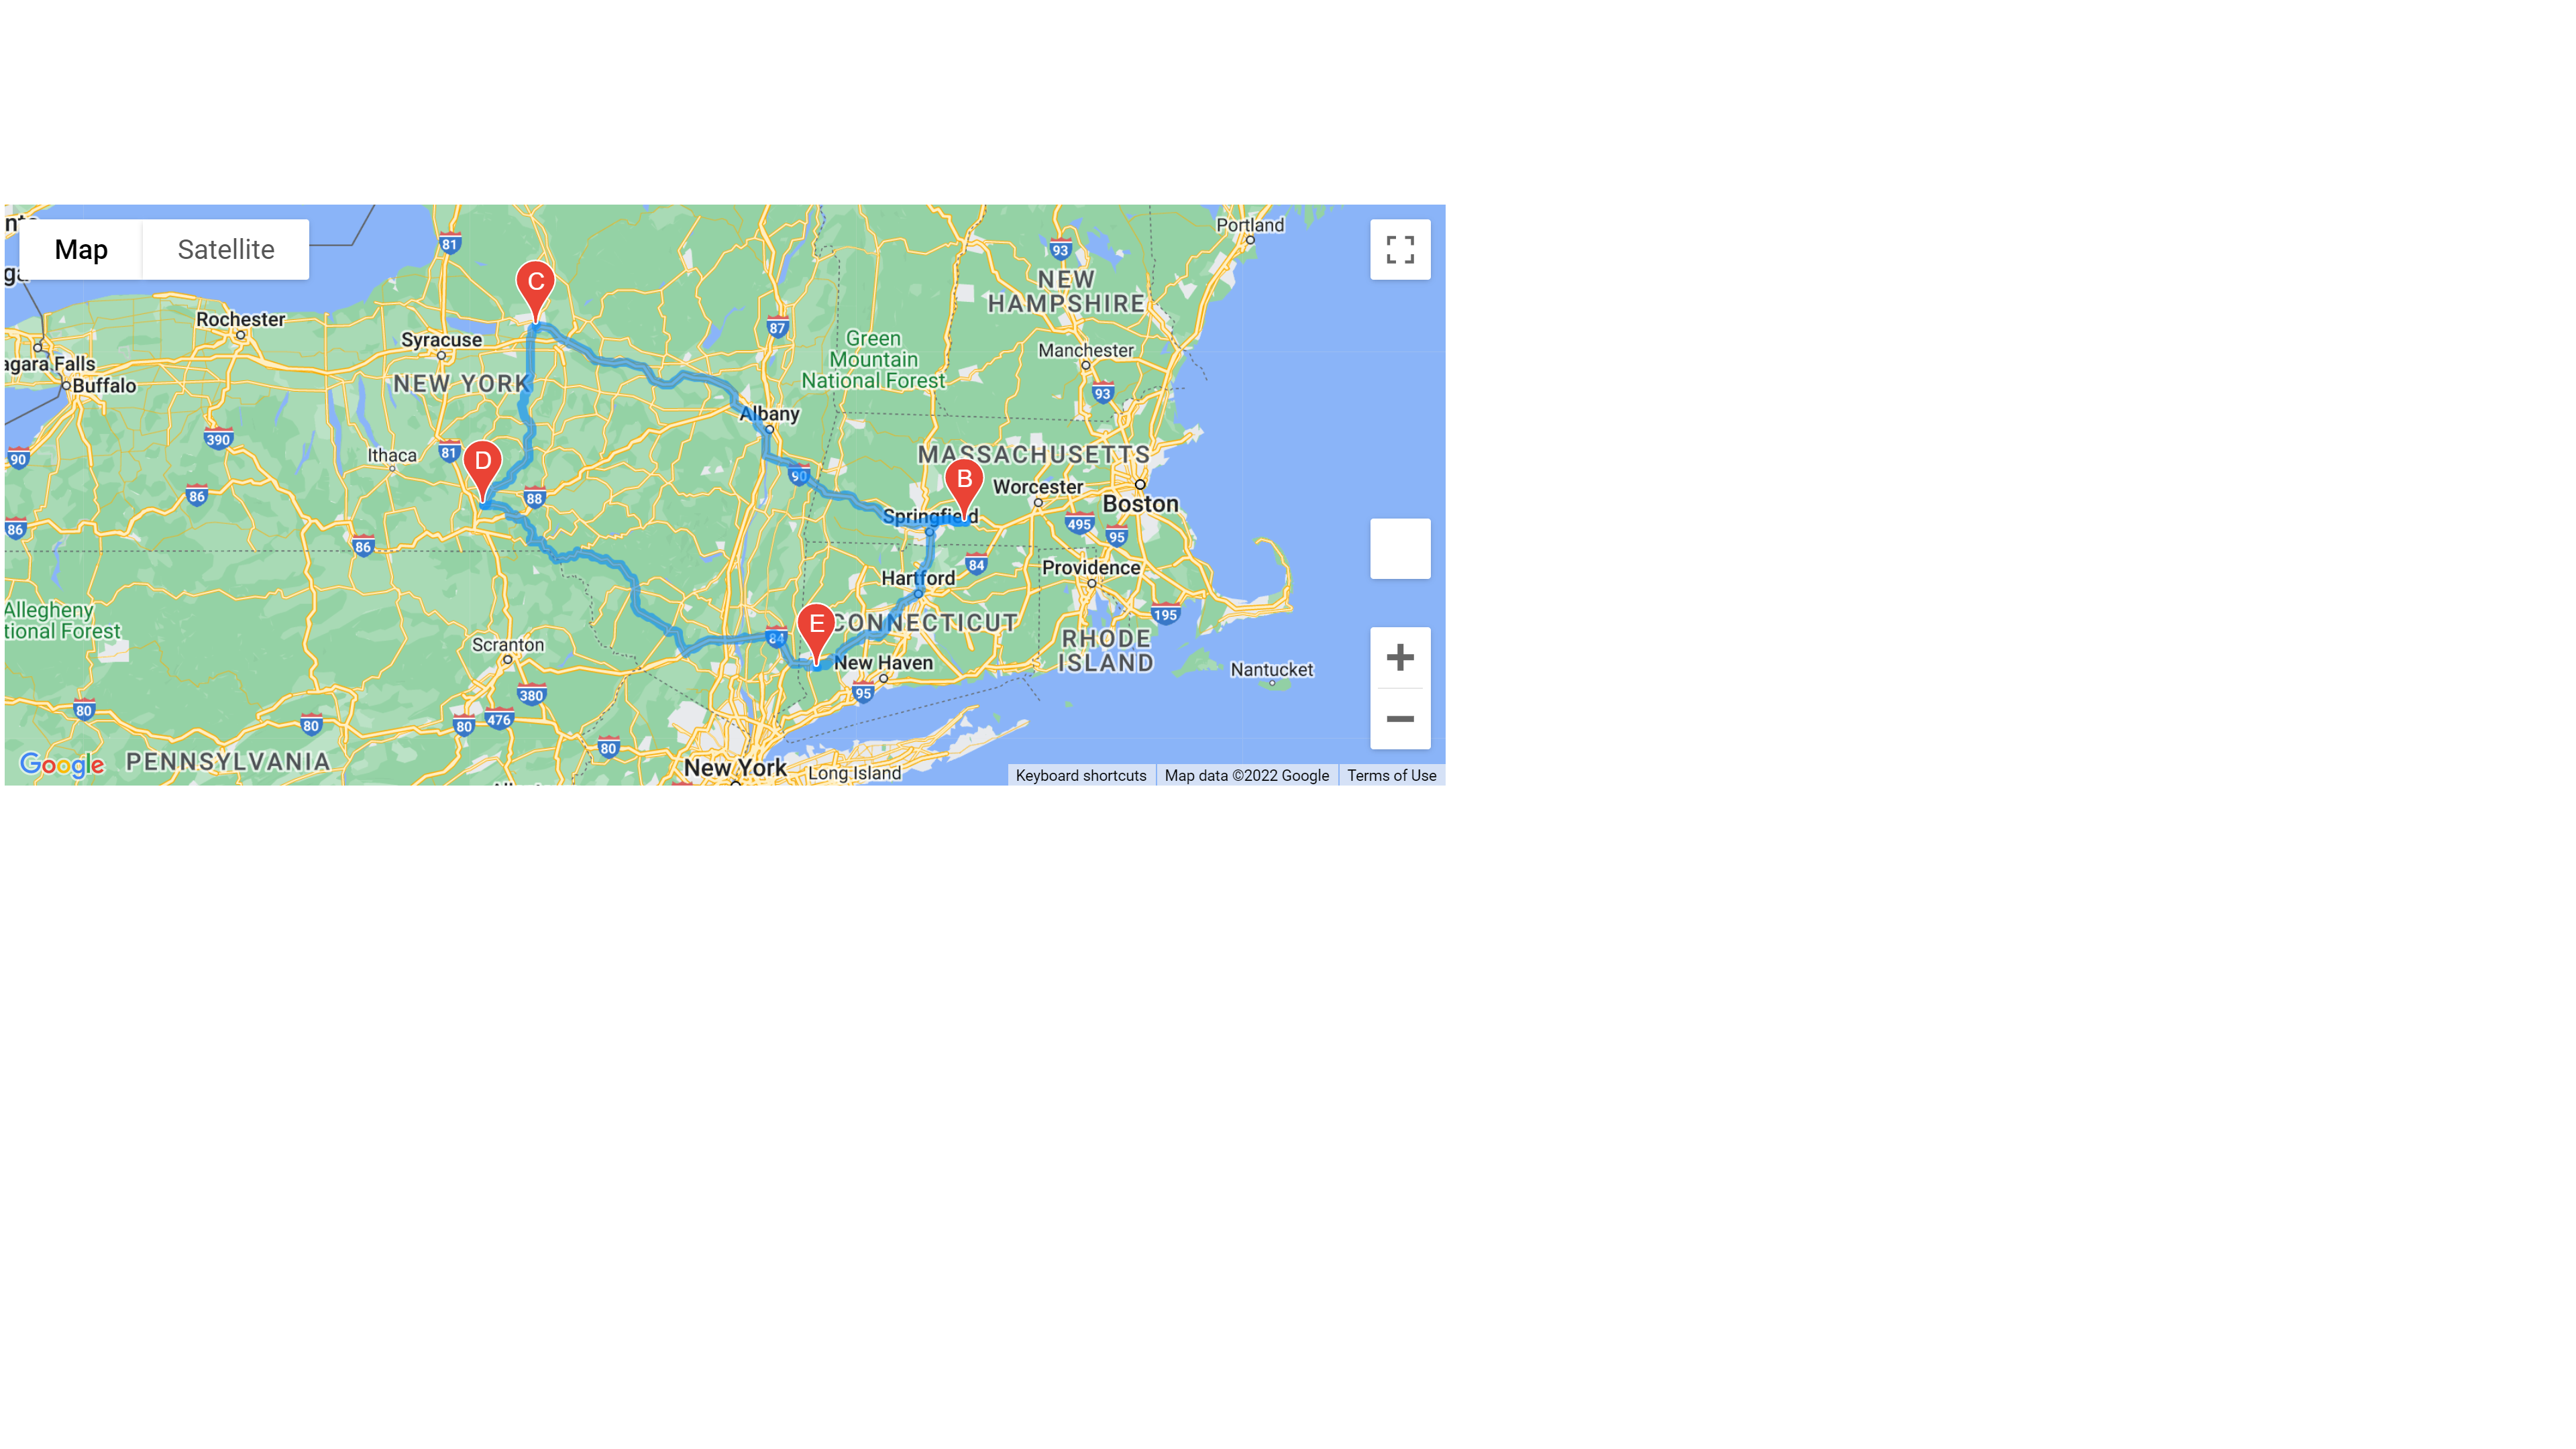 Map
Satellite
Portland
81
93
NEW
HAMPSHIRE
C
Rochester
87
Syracuse
Green
Mountain
National Forest
Manchester
agara Falls
Buffalo
NEW YORK
93
Albany
390
Ithaca
81
90
MASSACHUSETTS
D
90
B
Worcester
86
88
Boston
Springfield
495
86
95
86
84
Providence
Hartford
Allegheny
tional Forest
195
E
CONNECTICUT
84
RHODE
ISLAND
Scranton
New Haven
Nantucket
380
95
80
476
80
80
80
Google
PENNSYLVANIA
New York
Long Island
Keyboard shortcuts
Map data ©2022 Google
Terms of Use